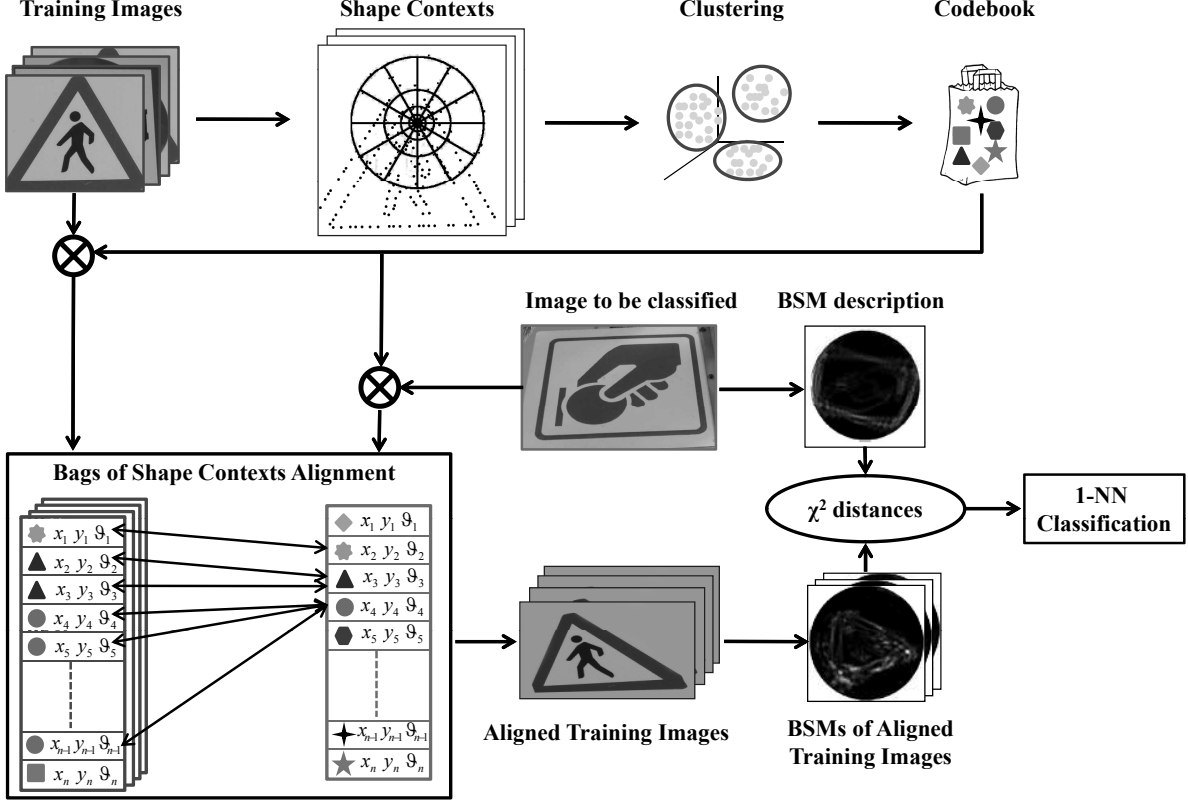 Training Images
Shape Contexts
Clustering
Codebook
Image to be classified
BSM description
Bags of Shape Contexts Alignment
x₁ y₁ ϑ₁
x₂ y₂ ϑ₂
x₃ y₃ ϑ₃
x₄ y₄ ϑ₄
x₅ y₅ ϑ₅
xₙ₋₁ yₙ₋₁ ϑₙ₋₁
xₙ yₙ ϑₙ
x₁ y₁ ϑ₁
x₂ y₂ ϑ₂
x₃ y₃ ϑ₃
x₄ y₄ ϑ₄
x₅ y₅ ϑ₅
xₙ₋₁ yₙ₋₁ ϑₙ₋₁
xₙ yₙ ϑₙ
χ² distances
1-NN
Classification
Aligned Training Images
BSMs of Aligned
Training Images